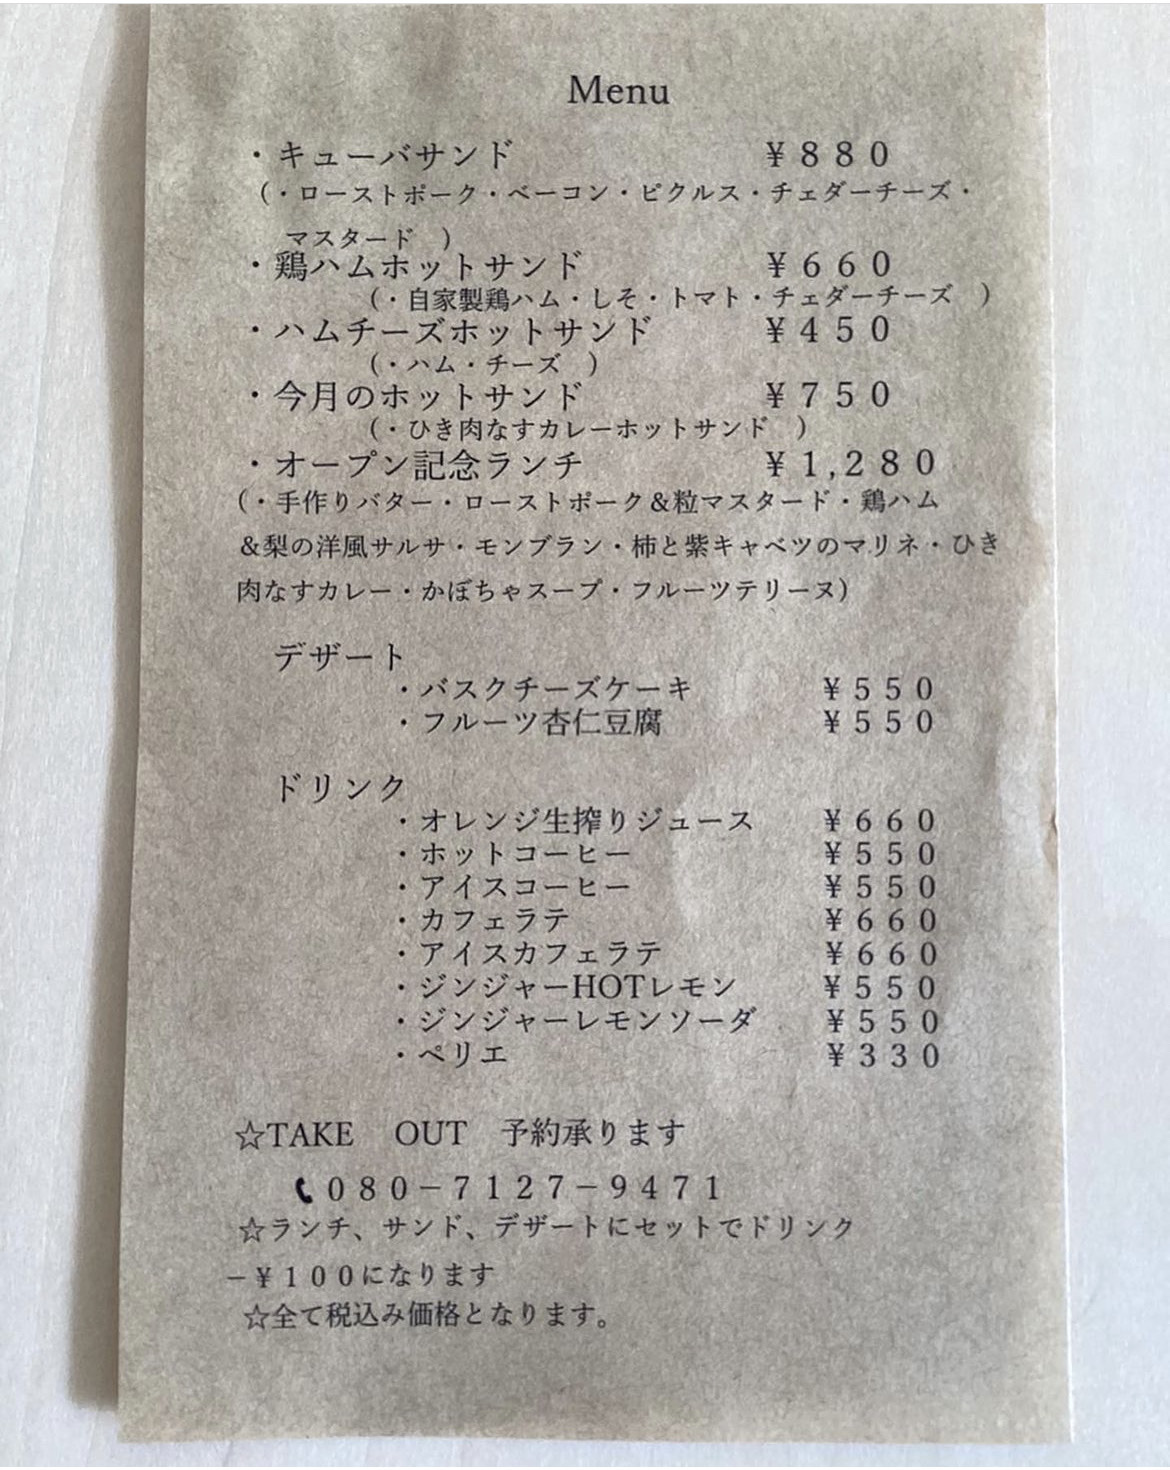 Menu
・キューバサンド ￥８８０
（・ローストポーク・ベーコン・ピクルス・チェダーチーズ・
マスタード ）
・鶏ハムホットサンド ￥６６０
（・自家製鶏ハム・しそ・トマト・チェダーチーズ ）
・ハムチーズホットサンド ￥４５０
（・ハム・チーズ ）
・今月のホットサンド ￥７５０
（・ひき肉なすカレーホットサンド ）
・オープン記念ランチ ￥１,２８０
（・手作りバター・ローストポーク＆粒マスタード・鶏ハム
＆梨の洋風サルサ・モンブラン・柿と紫キャベツのマリネ・ひき
肉なすカレー・かぼちゃスープ・フルーツテリーヌ）
デザート
・バスクチーズケーキ ￥５５０
・フルーツ杏仁豆腐 ￥５５０
ドリンク
・オレンジ生搾りジュース ￥６６０
・ホットコーヒー ￥５５０
・アイスコーヒー ￥５５０
・カフェラテ ￥６６０
・アイスカフェラテ ￥６６０
・ジンジャーHOTレモン ￥５５０
・ジンジャーレモンソーダ ￥５５０
・ペリエ ￥３３０
☆TAKE OUT 予約承ります
０８０－７１２７－９４７１
☆ランチ、サンド、デザートにセットでドリンク
－￥１００になります
☆全て税込み価格となります。